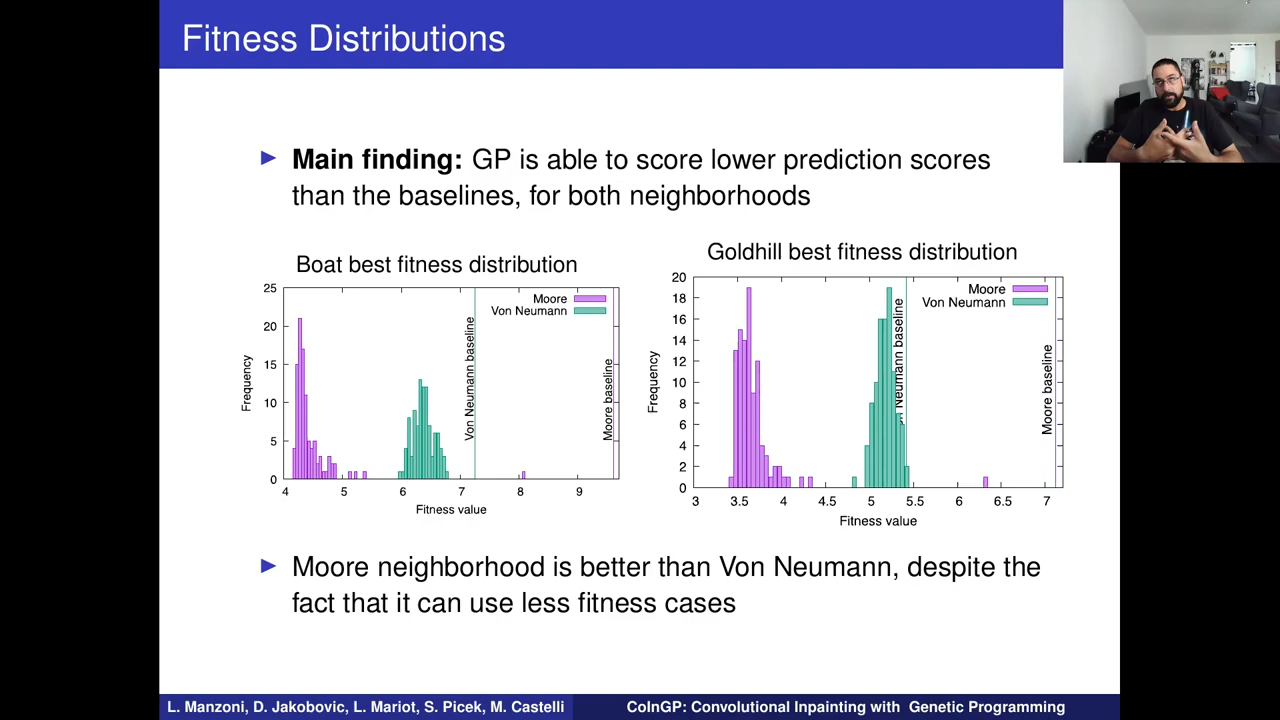 Fitness Distributions
Main finding: GP is able to score lower prediction scores
than the baselines, for both neighborhoods
Boat best fitness distribution
25
20
15
10
5
0
Frequency
Moore
Von Neumann
Von Neumann baseline
Moore baseline
4 5 6 7 8 9
Fitness value
Goldhill best fitness distribution
20
18
16
14
12
10
8
6
4
2
0
Frequency
Moore
Von Neumann
Neumann baseline
Moore baseline
3 3.5 4 4.5 5 5.5 6 6.5 7
Fitness value
Moore neighborhood is better than Von Neumann, despite the
fact that it can use less fitness cases
L. Manzoni, D. Jakobovic, L. Mariot, S. Picek, M. Castelli
CoInGP: Convolutional Inpainting with Genetic Programming